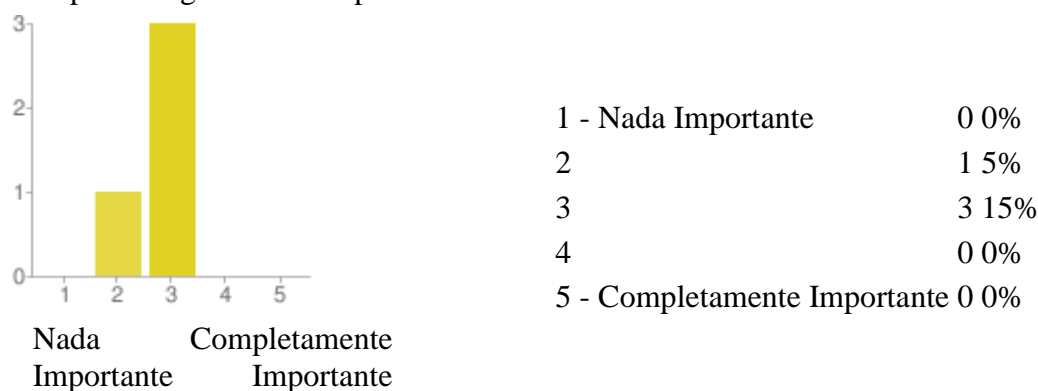 3
2
1
0
1 2 3 4 5
Nada Completamente
Importante Importante
1 - Nada Importante 0 0%
2 1 5%
3 3 15%
4 0 0%
5 - Completamente Importante 0 0%